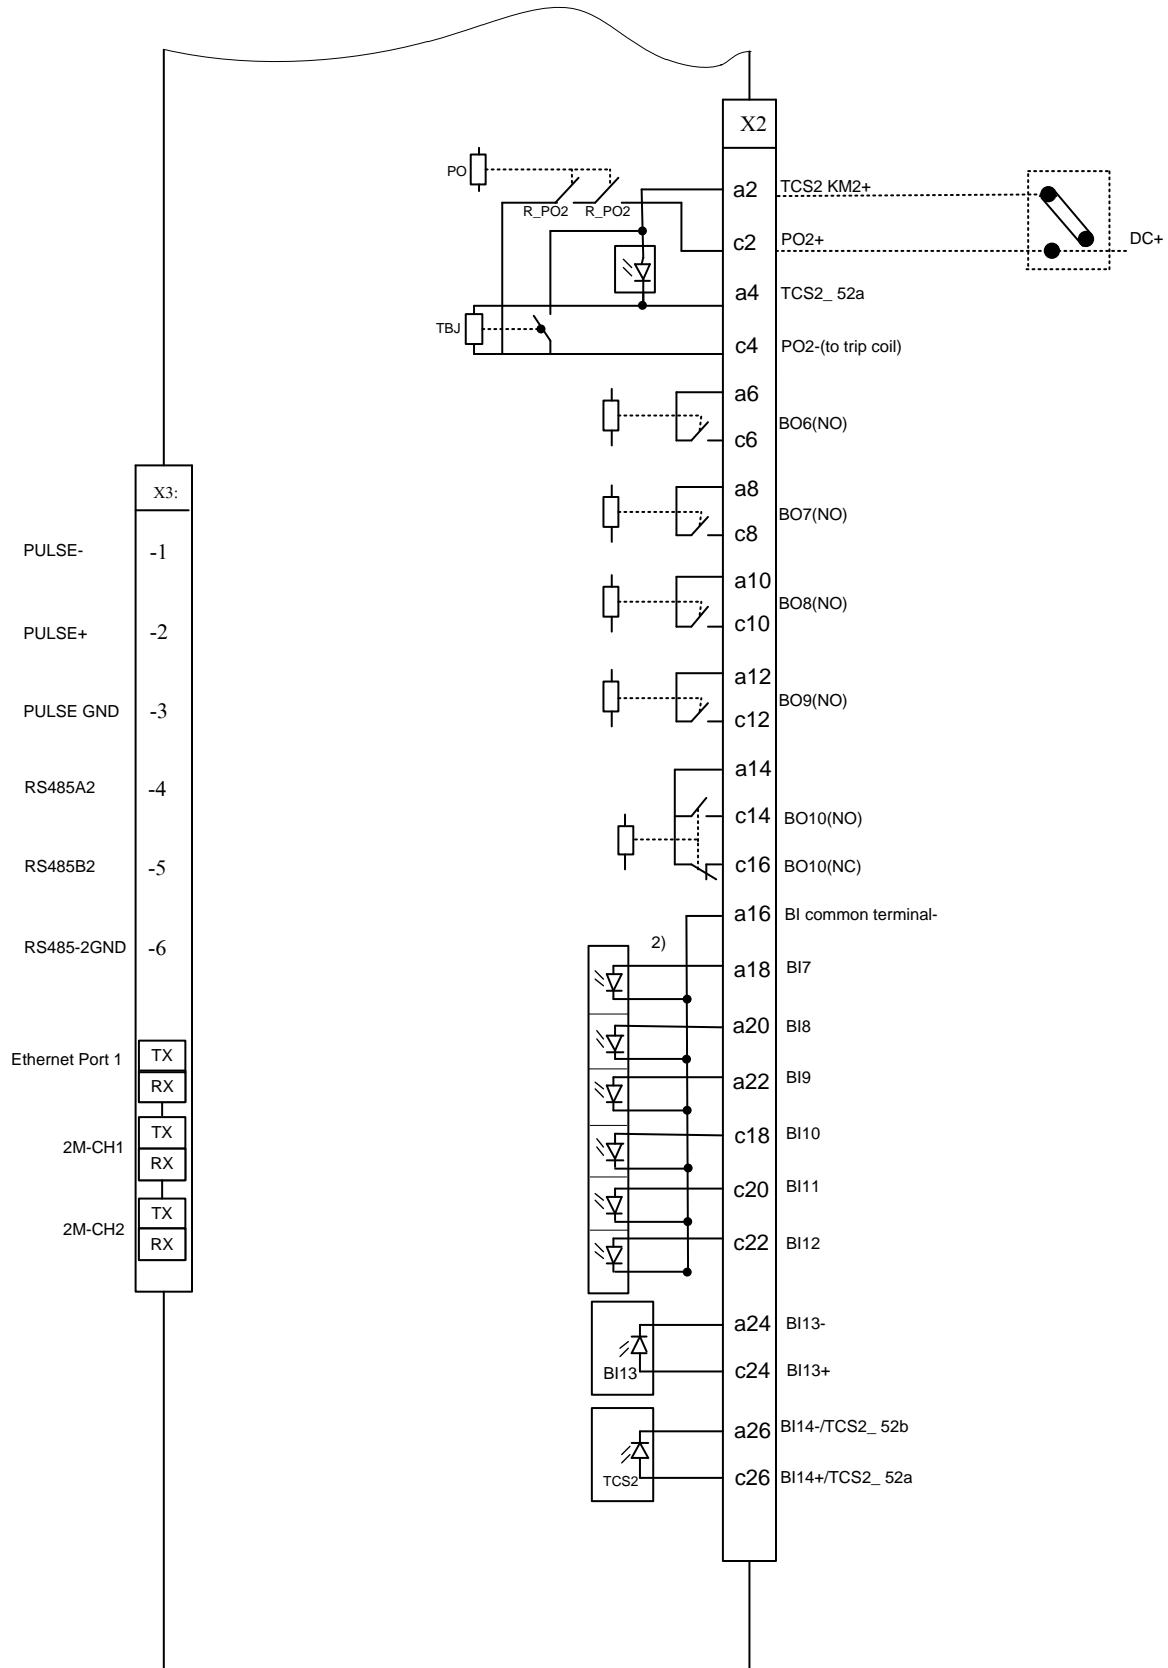 X2
PO
R_PO2 R_PO2
a2 TCS2 KM2+
c2 PO2+ DC+
a4 TCS2_ 52a
TBJ
c4 PO2-(to trip coil)
a6
BO6(NO)
c6
a8
BO7(NO)
c8
a10
BO8(NO)
c10
a12
BO9(NO)
c12
a14
c14 BO10(NO)
c16 BO10(NC)
a16 BI common terminal-
2)
a18 BI7
a20 BI8
a22 BI9
c18 BI10
c20 BI11
c22 BI12
a24 BI13-
BI13
c24 BI13+
a26 BI14-/TCS2_ 52b
TCS2
c26 BI14+/TCS2_ 52a
X3:
PULSE- -1
PULSE+ -2
PULSE GND -3
RS485A2 -4
RS485B2 -5
RS485-2GND -6
Ethernet Port 1 TX
RX
TX
2M-CH1
RX
TX
2M-CH2
RX